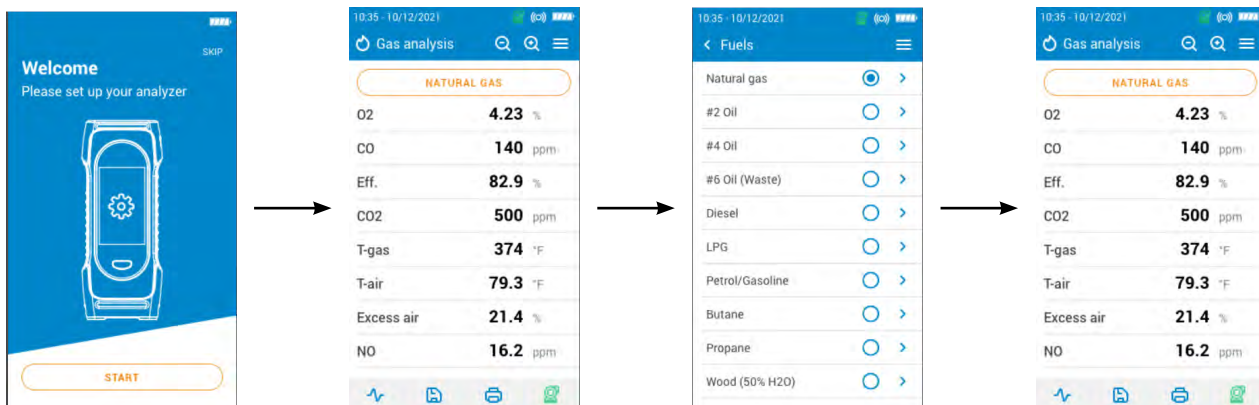 SKIP
Welcome
Please set up your analyzer
START
10:35 - 10/12/2021
Gas analysis
NATURAL GAS
O2 4.23 %
CO 140 ppm
Eff. 82.9 %
CO2 500 ppm
T-gas 374 °F
T-air 79.3 °F
Excess air 21.4 %
NO 16.2 ppm
10:35 - 10/12/2021
Fuels
Natural gas
#2 Oil
#4 Oil
#6 Oil (Waste)
Diesel
LPG
Petrol/Gasoline
Butane
Propane
Wood (50% H2O)
10:35 - 10/12/2021
Gas analysis
NATURAL GAS
O2 4.23 %
CO 140 ppm
Eff. 82.9 %
CO2 500 ppm
T-gas 374 °F
T-air 79.3 °F
Excess air 21.4 %
NO 16.2 ppm